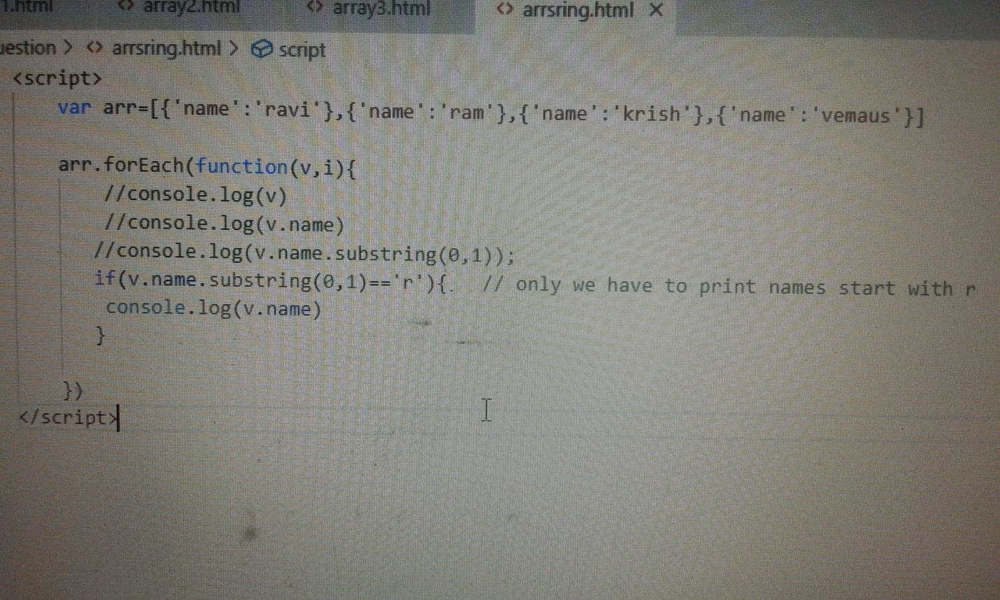 1.html <> array2.html <> array3.html <> arrsring.html ×
uestion > <> arrsring.html > script
<script>
var arr=[{'name':'ravi'},{'name':'ram'},{'name':'krish'},{'name':'vemaus'}]
arr.forEach(function(v,i){
//console.log(v)
//console.log(v.name)
//console.log(v.name.substring(0,1));
if(v.name.substring(0,1)=='r'){. // only we have to print names start with r
console.log(v.name)
}
})
</script>